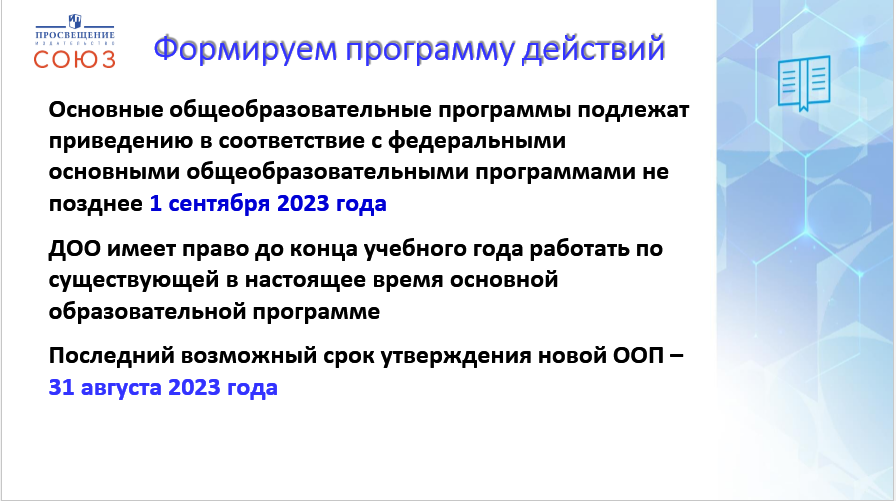 ПРОСВЕЩЕНИЕ
ИЗДАТЕЛЬСТВО
СОЮЗ
Формируем программу действий
Основные общеобразовательные программы подлежат
приведению в соответствие с федеральными
основными общеобразовательными программами не
позднее 1 сентября 2023 года
ДОО имеет право до конца учебного года работать по
существующей в настоящее время основной
образовательной программе
Последний возможный срок утверждения новой ООП –
31 августа 2023 года